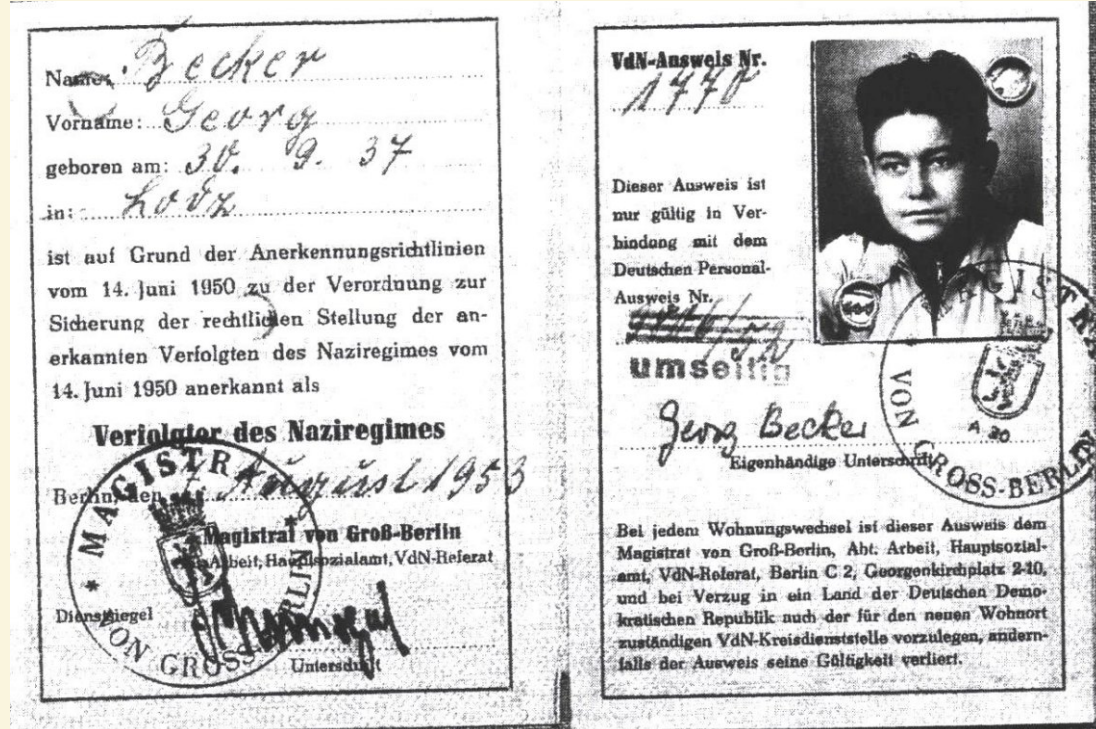 Name: Becker
Vorname: Georg
geboren am: 30. 9. 37
in: Lodz
ist auf Grund der Anerkennungsrichtlinien
vom 14. Juni 1950 zu der Verordnung zur
Sicherung der rechtlichen Stellung der an-
erkannten Verfolgten des Naziregimes vom
14. Juni 1950 anerkannt als
Verfolgter des Naziregimes
Berlin, den 7. August 1953
Magistrat von Groß-Berlin
Arbeit, Hauptsozialamt, VdN-Referat
Dienstsiegel
Unterschrift
MAGISTRAT VON GROSS-BERLIN
VdN-Ausweis Nr.
1770
Dieser Ausweis ist
nur gültig in Ver-
bindung mit dem
Deutschen Personal-
Ausweis Nr.
umseitig
Georg Becker
Eigenhändige Unterschrift
MAGISTRAT VON GROSS-BERLIN
A 30
Bei jedem Wohnungswechsel ist dieser Ausweis dem
Magistrat von Groß-Berlin, Abt. Arbeit, Hauptsozial-
amt, VdN-Referat, Berlin C 2, Georgenkirchplatz 2-10,
und bei Verzug in ein Land der Deutschen Demo-
kratischen Republik auch der für den neuen Wohnort
zuständigen VdN-Kreisdienststelle vorzulegen, andern-
falls der Ausweis seine Gültigkeit verliert.